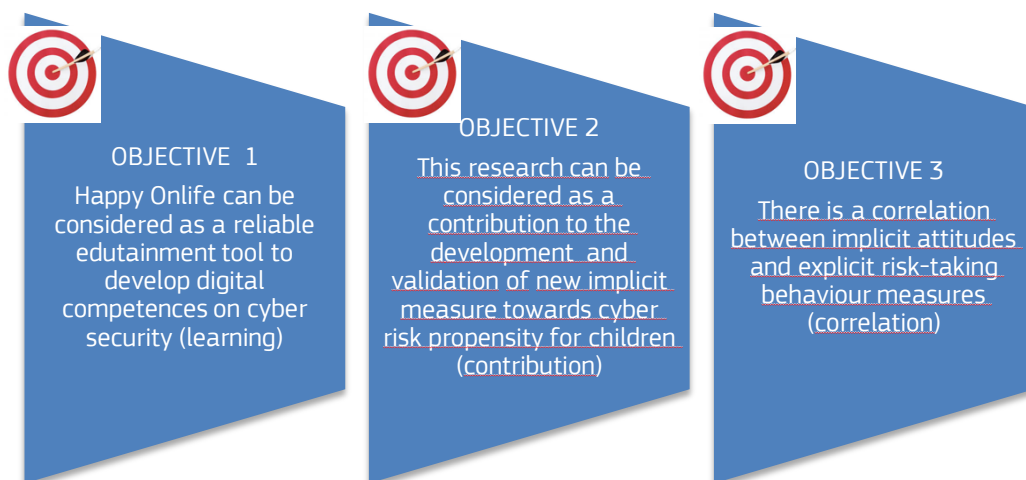 OBJECTIVE 1
Happy Onlife can be
considered as a reliable
edutainment tool to
develop digital
competences on cyber
security (learning)
OBJECTIVE 2
This research can be
considered as a
contribution to the
development and
validation of new implicit
measure towards cyber
risk propensity for children
(contribution)
OBJECTIVE 3
There is a correlation
between implicit attitudes
and explicit risk-taking
behaviour measures
(correlation)